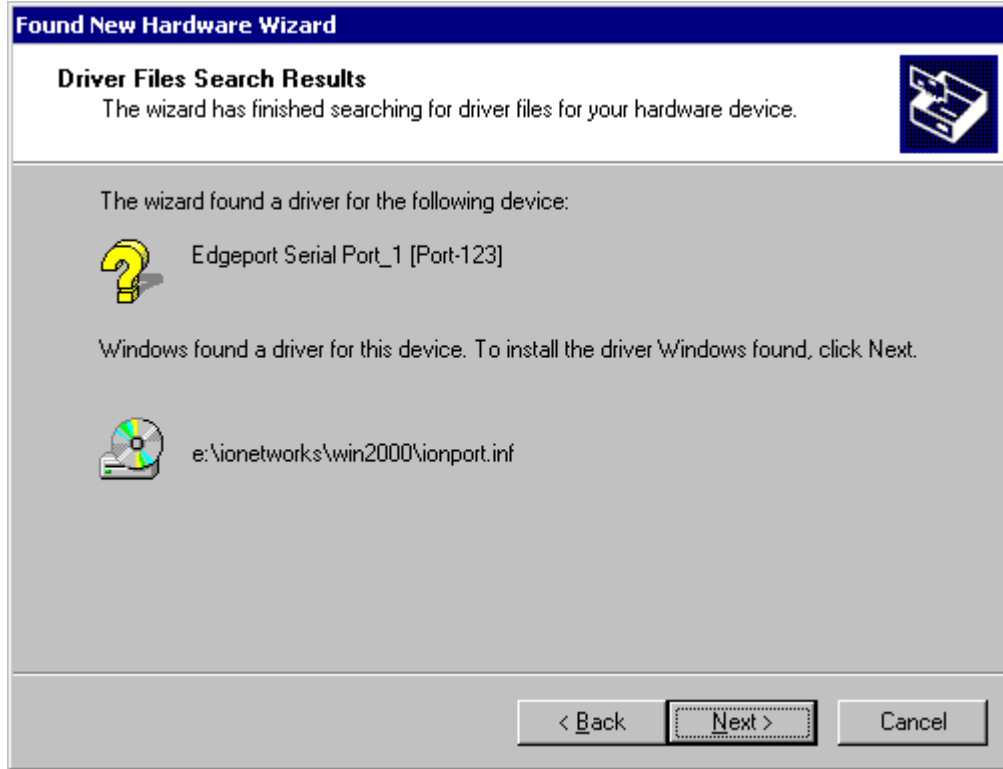 Found New Hardware Wizard
Driver Files Search Results
The wizard has finished searching for driver files for your hardware device.
The wizard found a driver for the following device:
Edgeport Serial Port_1 [Port-123]
Windows found a driver for this device. To install the driver Windows found, click Next.
e:\ionetworks\win2000\ionport.inf
< Back Next > Cancel